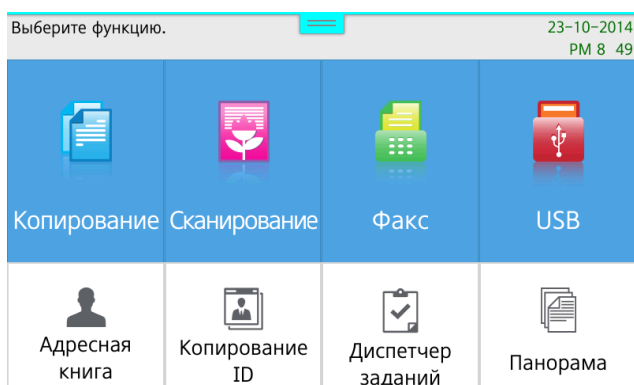 Выберите функцию.
23-10-2014
PM 8 49
Копирование
Сканирование
Факс
USB
Адресная
книга
Копирование
ID
Диспетчер
заданий
Панорама